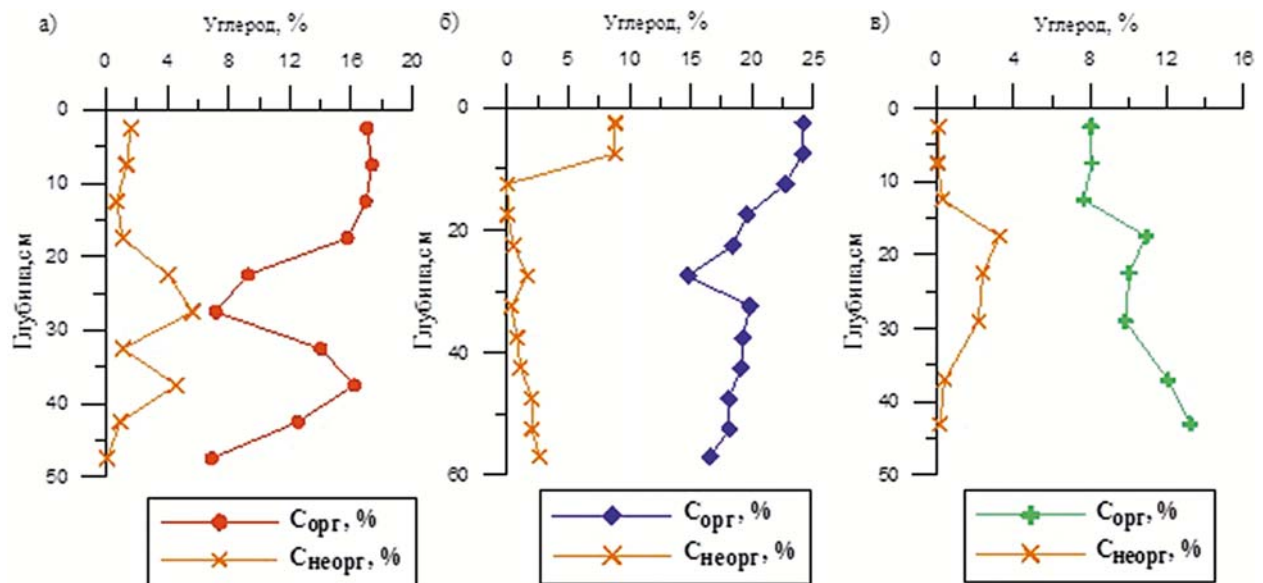 а) Углерод, %
0 4 8 12 16 20
0
10
20
30
40
50
Глубина,см
Сорг, %
Снеорг, %
б) Углерод, %
0 5 10 15 20 25
0
20
40
60
Глубина,см
Сорг, %
Снеорг, %
в) Углерод, %
0 4 8 12 16
0
10
20
30
40
50
Глубина,см
Сорг, %
Снеорг, %